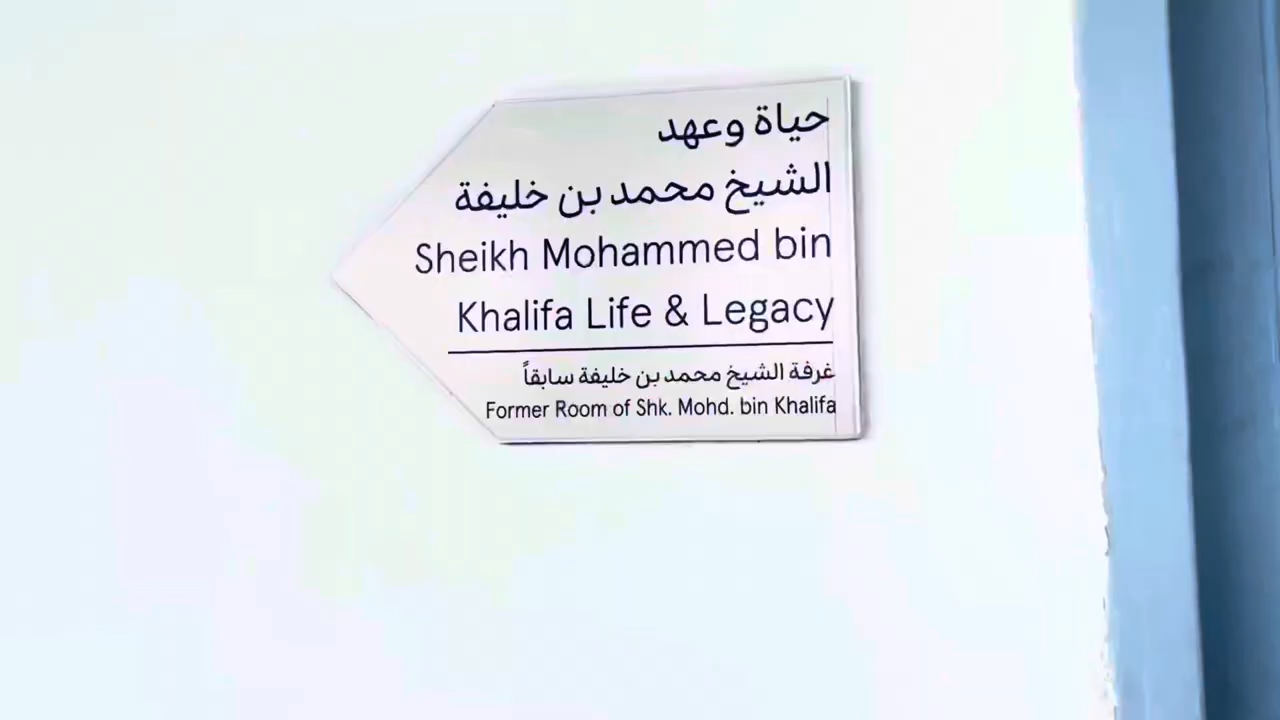 حياة وعهد
الشيخ محمد بن خليفة
Sheikh Mohammed bin
Khalifa Life & Legacy
غرفة الشيخ محمد بن خليفة سابقاً
Former Room of Shk. Mohd. bin Khalifa